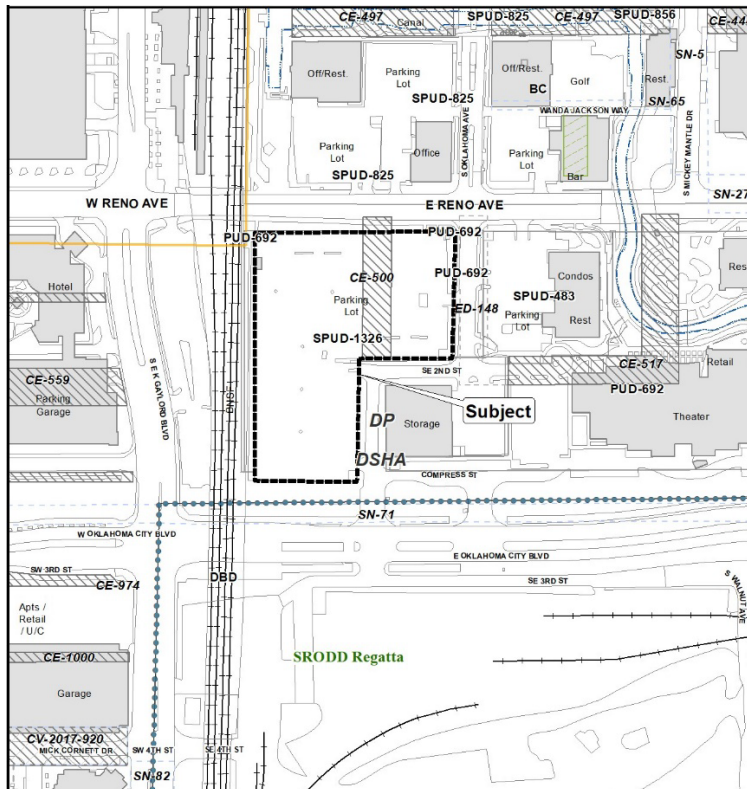 CE-497
SPUD-825
CE-497
SPUD-856
Canal
SN-5
Off/Rest.
Parking
Lot
Off/Rest.
BC
Golf
Rest.
SPUD-825
SN-65
WANDA JACKSON WAY
S OKLAHOMA AVE
S MICKEY MANTLE DR
Parking
Lot
Office
Parking
Lot
Bar
SPUD-825
W RENO AVE
E RENO AVE
SN-27
PUD-692
PUD-692
Hotel
CE-500
PUD-692
Condos
Parking
Lot
ED-148
SPUD-483
Parking
Lot
Rest
SPUD-1326
S E K GAYLORD BLVD
BNSF
CE-559
Parking
Garage
SE 2ND ST
CE-517
Retail
PUD-692
Subject
Theater
DP
Storage
DSHA
COMPRESS ST
SN-71
W OKLAHOMA CITY BLVD
E OKLAHOMA CITY BLVD
SW 3RD ST
SE 3RD ST
CE-974
DBD
S WALNUT AVE
Apts /
Retail
/ U/C
CE-1000
SRODD Regatta
Garage
CV-2017-920
MICK CORNETT DR
SW 4TH ST
SE 4TH ST
SN-82